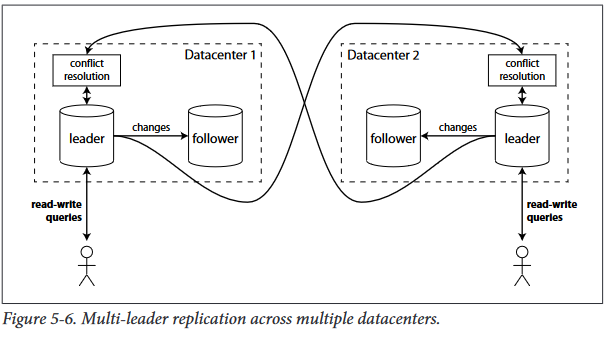 Datacenter 1
conflict
resolution
leader
changes
follower
read-write
queries
Datacenter 2
conflict
resolution
follower
changes
leader
read-write
queries
Figure 5-6. Multi-leader replication across multiple datacenters.